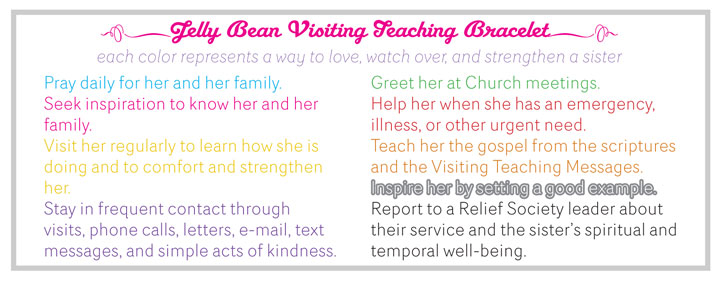 Jelly Bean Visiting Teaching Bracelet
each color represents a way to love, watch over, and strengthen a sister
Pray daily for her and her family.
Seek inspiration to know her and her
family.
Visit her regularly to learn how she is
doing and to comfort and strengthen
her.
Stay in frequent contact through
visits, phone calls, letters, e-mail, text
messages, and simple acts of kindness.
Greet her at Church meetings.
Help her when she has an emergency,
illness, or other urgent need.
Teach her the gospel from the scriptures
and the Visiting Teaching Messages.
Inspire her by setting a good example.
Report to a Relief Society leader about
their service and the sister's spiritual and
temporal well-being.